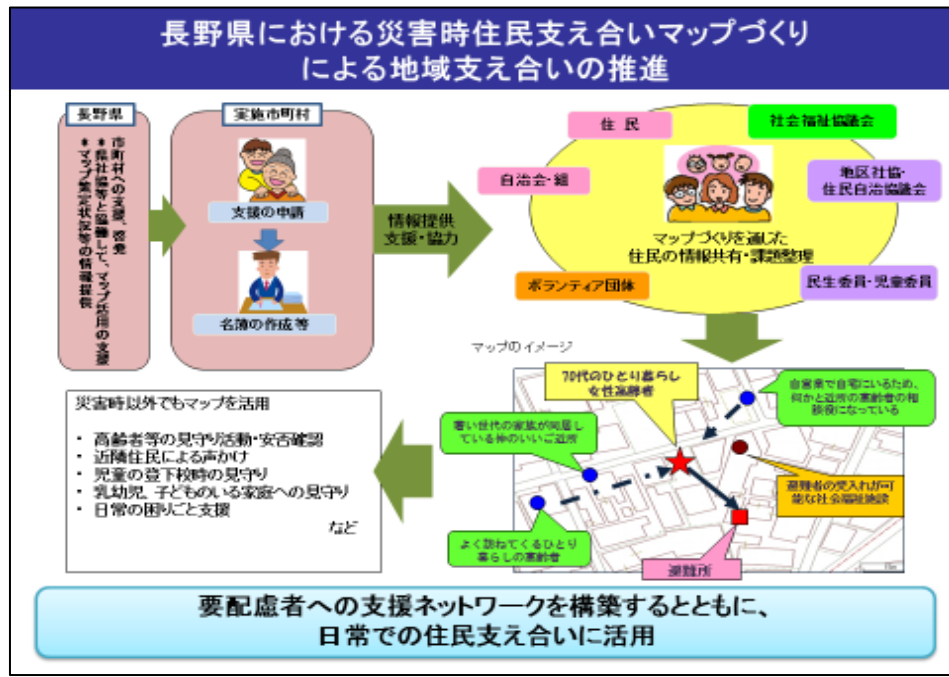 長野県における災害時住民支え合いマップづくり
による地域支え合いの推進
長野県
市町村への支援、啓発
＊県社協等と協働して、マップ活用の支援
＊マップ策定状況等の情報提供
実施市町村
支援の申請
名簿の作成等
情報提供
支援・協力
住民
社会福祉協議会
自治会・組
地区社協・
住民自治協議会
マップづくりを通した
住民の情報共有・課題整理
ボランティア団体
民生委員・児童委員
マップのイメージ
70代のひとり暮らし
女性高齢者
自営業で自宅にいるため、
何かと近所の高齢者の相
談役になっている
若い世代の家族が同居し
ている仲のいいご近所
避難者の受入れが可
能な社会福祉施設
よく訪ねてくるひとり
暮らしの高齢者
避難所
災害時以外でもマップを活用
・ 高齢者等の見守り活動・安否確認
・ 近隣住民による声かけ
・ 児童の登下校時の見守り
・ 乳幼児、子どものいる家庭への見守り
・ 日常の困りごと支援
など
要配慮者への支援ネットワークを構築するとともに、
日常での住民支え合いに活用